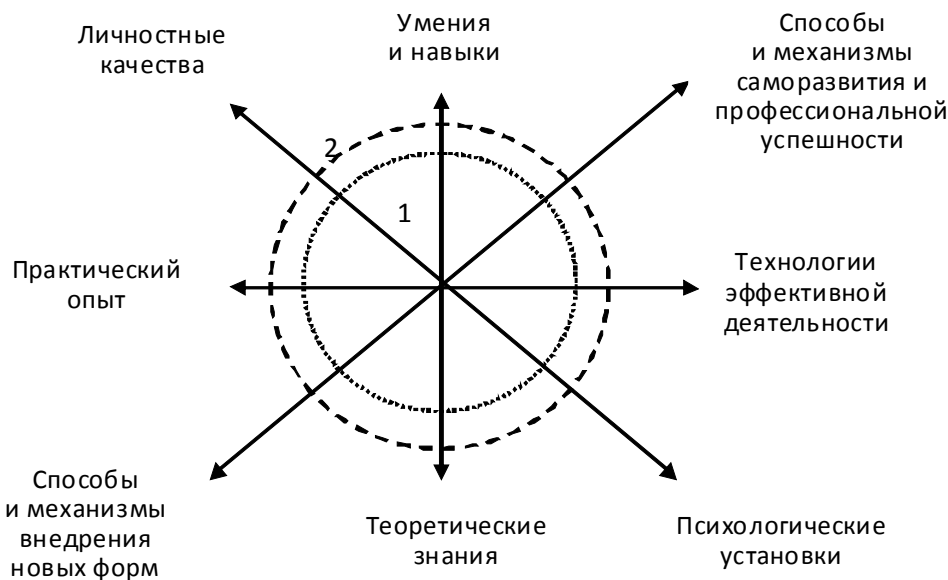 Личностные
качества
Умения
и навыки
Способы
и механизмы
саморазвития и
профессиональной
успешности
2
1
Практический
опыт
Технологии
эффективной
деятельности
Способы
и механизмы
внедрения
новых форм
Теоретические
знания
Психологические
установки